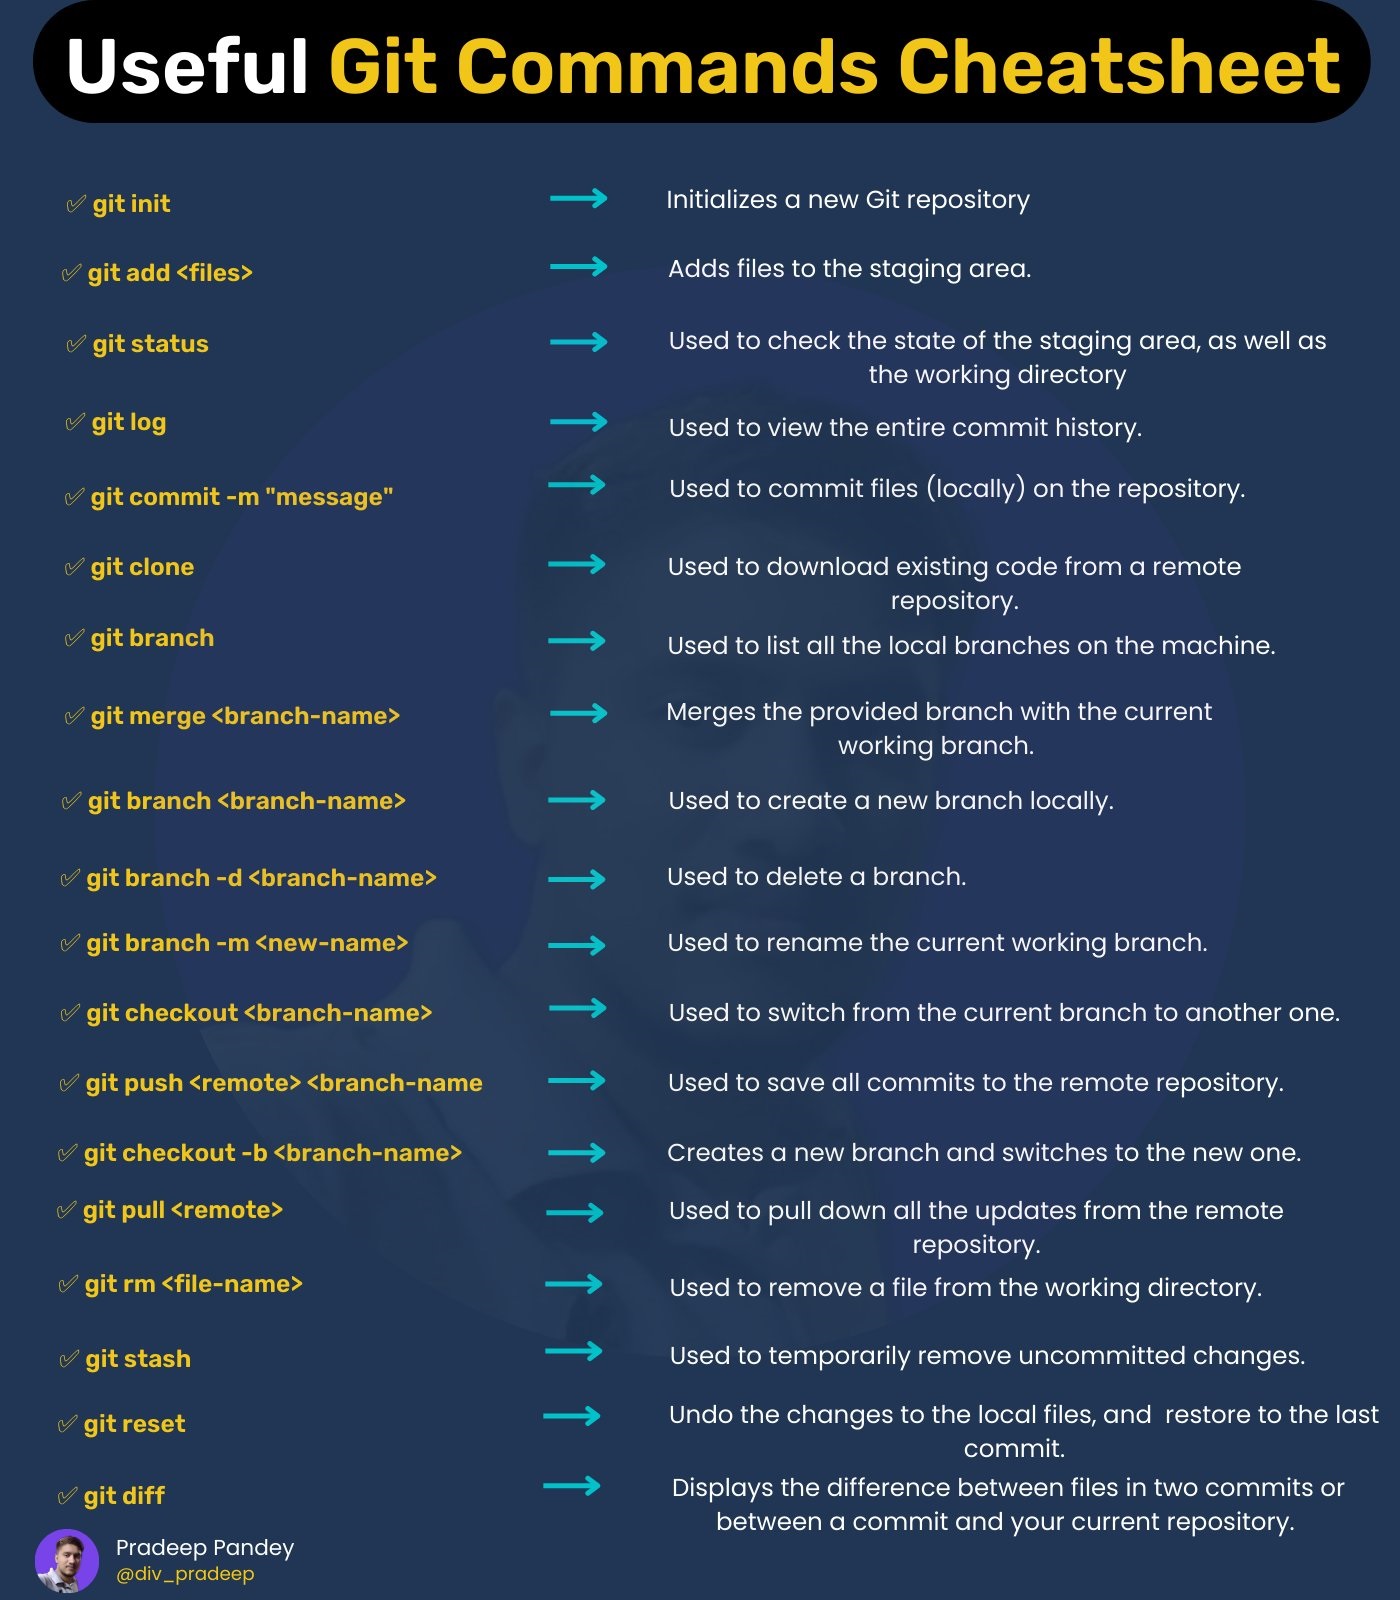 Useful Git Commands Cheatsheet
✅ git init → Initializes a new Git repository
✅ git add <files> → Adds files to the staging area.
✅ git status → Used to check the state of the staging area, as well as
the working directory
✅ git log → Used to view the entire commit history.
✅ git commit -m "message" → Used to commit files (locally) on the repository.
✅ git clone → Used to download existing code from a remote
repository.
✅ git branch → Used to list all the local branches on the machine.
✅ git merge <branch-name> → Merges the provided branch with the current
working branch.
✅ git branch <branch-name> → Used to create a new branch locally.
✅ git branch -d <branch-name> → Used to delete a branch.
✅ git branch -m <new-name> → Used to rename the current working branch.
✅ git checkout <branch-name> → Used to switch from the current branch to another one.
✅ git push <remote> <branch-name → Used to save all commits to the remote repository.
✅ git checkout -b <branch-name> → Creates a new branch and switches to the new one.
✅ git pull <remote> → Used to pull down all the updates from the remote
repository.
✅ git rm <file-name> → Used to remove a file from the working directory.
✅ git stash → Used to temporarily remove uncommitted changes.
✅ git reset → Undo the changes to the local files, and  restore to the last
commit.
✅ git diff → Displays the difference between files in two commits or
between a commit and your current repository.
Pradeep Pandey
@div_pradeep